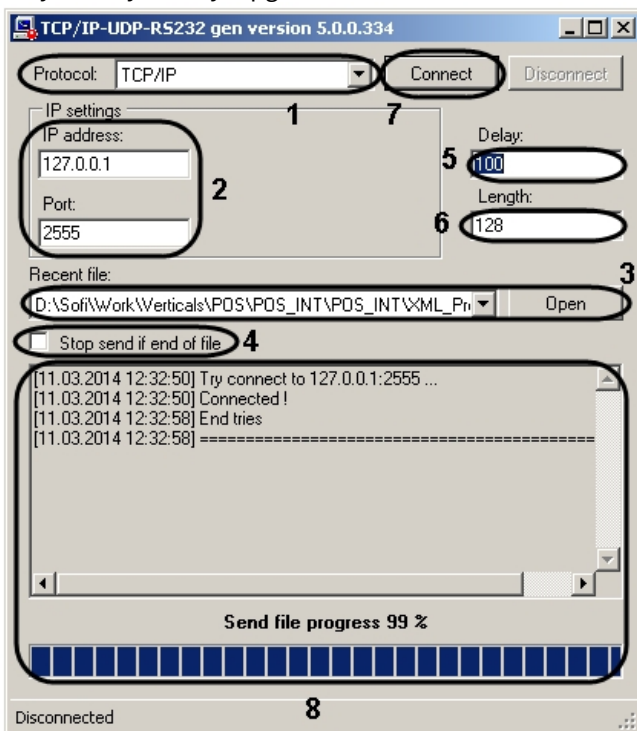 TCP/IP-UDP-RS232 gen version 5.0.0.334
Protocol: TCP/IP Connect Disconnect
1 7
IP settings
IP address: Delay:
127.0.0.1 2 5 100
Port: Length:
2555 6 128
Recent file: 3
D:\Sofi\Work\Verticals\POS\POS_INT\POS_INT\XML_Pr Open
Stop send if end of file 4
[11.03.2014 12:32:50] Try connect to 127.0.0.1:2555 ...
[11.03.2014 12:32:50] Connected !
[11.03.2014 12:32:58] End tries
[11.03.2014 12:32:58] ===========================================
Send file progress 99 %
8
Disconnected